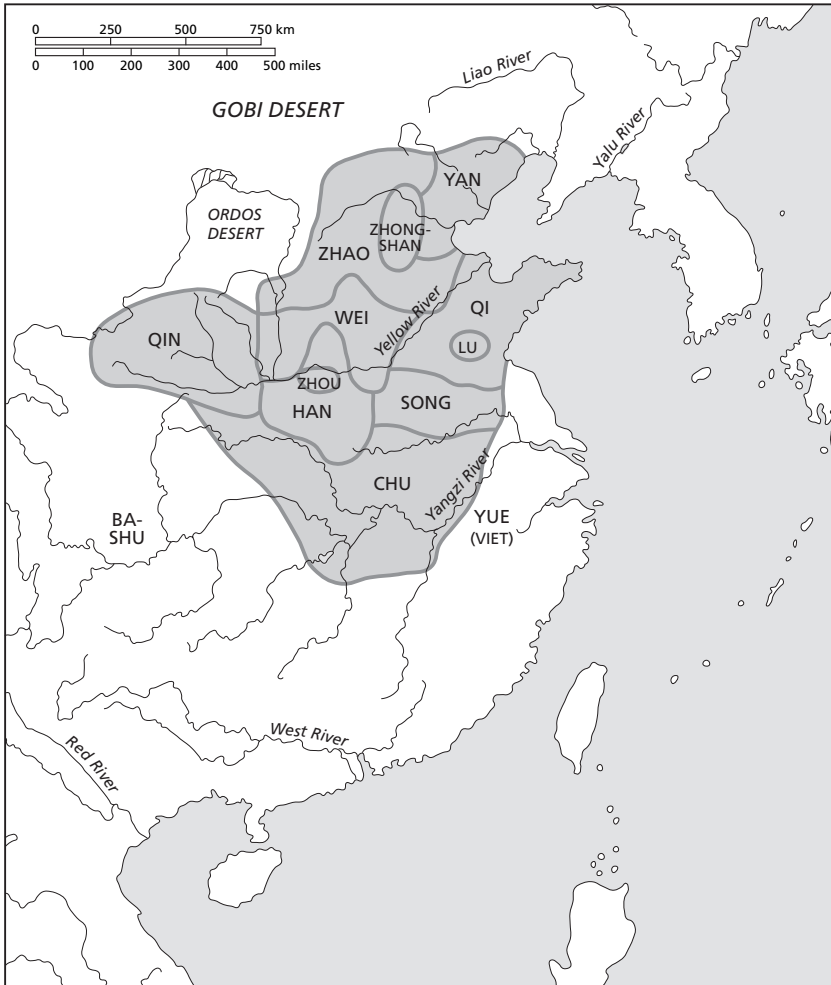 0 250 500 750 km
0 100 200 300 400 500 miles
Liao River
GOBI DESERT
Yalu River
YAN
ORDOS
DESERT
ZHONG-
SHAN
ZHAO
QI
WEI
Yellow River
QIN
LU
ZHOU
HAN
SONG
CHU
Yangzi River
BA-
SHU
YUE
(VIET)
West River
Red River